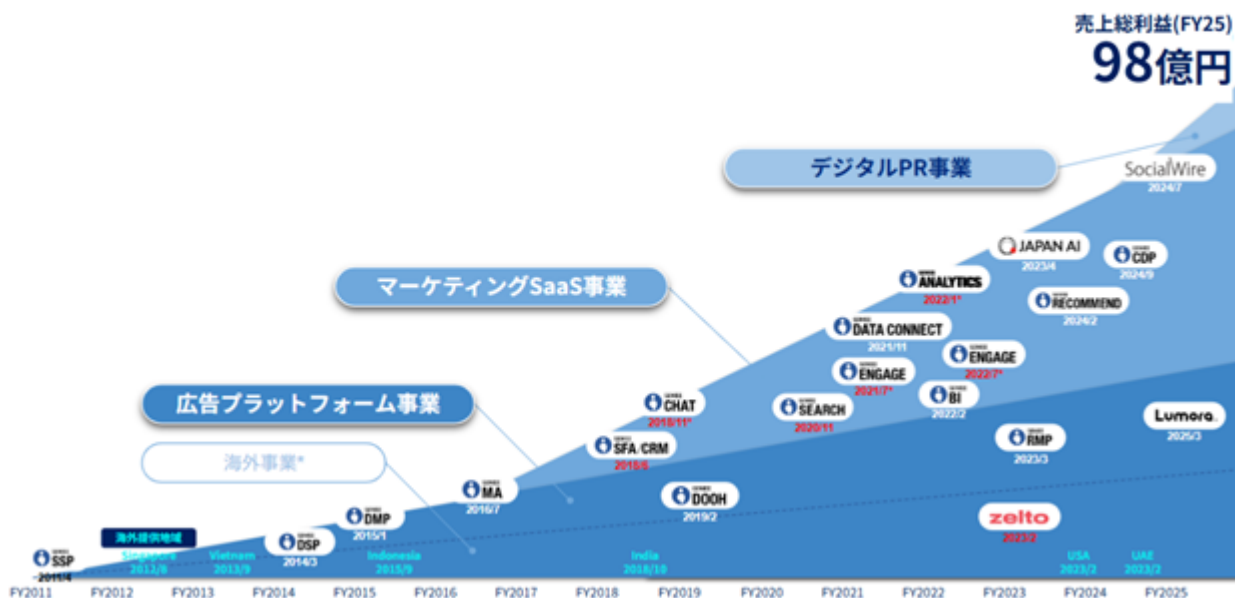 売上総利益(FY25)
98億円
デジタルPR事業
SocialWire
2024/7
JAPAN AI
2023/4
CDP
2024/9
マーケティングSaaS事業
ANALYTICS
2022/1*
RECOMMEND
2024/2
DATA CONNECT
2021/11
ENGAGE
2022/7*
ENGAGE
2021/7*
広告プラットフォーム事業
CHAT
2018/11*
SEARCH
2020/11
BI
2022/2
Lumora
2025/3
SFA/CRM
RMP
2023/3
海外事業*
MA
2016/7
DOOH
2019/2
DMP
2015/1
zelto
2023/2
海外提供地域
DSP
2014/3
SSP
2011/4
Singapore
2012/8
Vietnam
2013/9
Indonesia
2015/9
India
2018/10
USA
2023/2
UAE
2023/2
FY2011 FY2012 FY2013 FY2014 FY2015 FY2016 FY2017 FY2018 FY2019 FY2020 FY2021 FY2022 FY2023 FY2024 FY2025